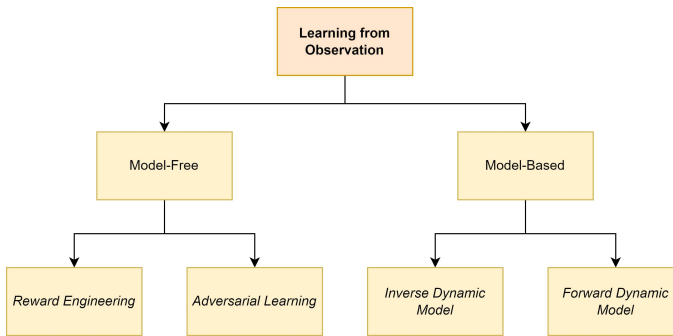 Learning from
Observation
Model-Free
Model-Based
Reward Engineering
Adversarial Learning
Inverse Dynamic
Model
Forward Dynamic
Model